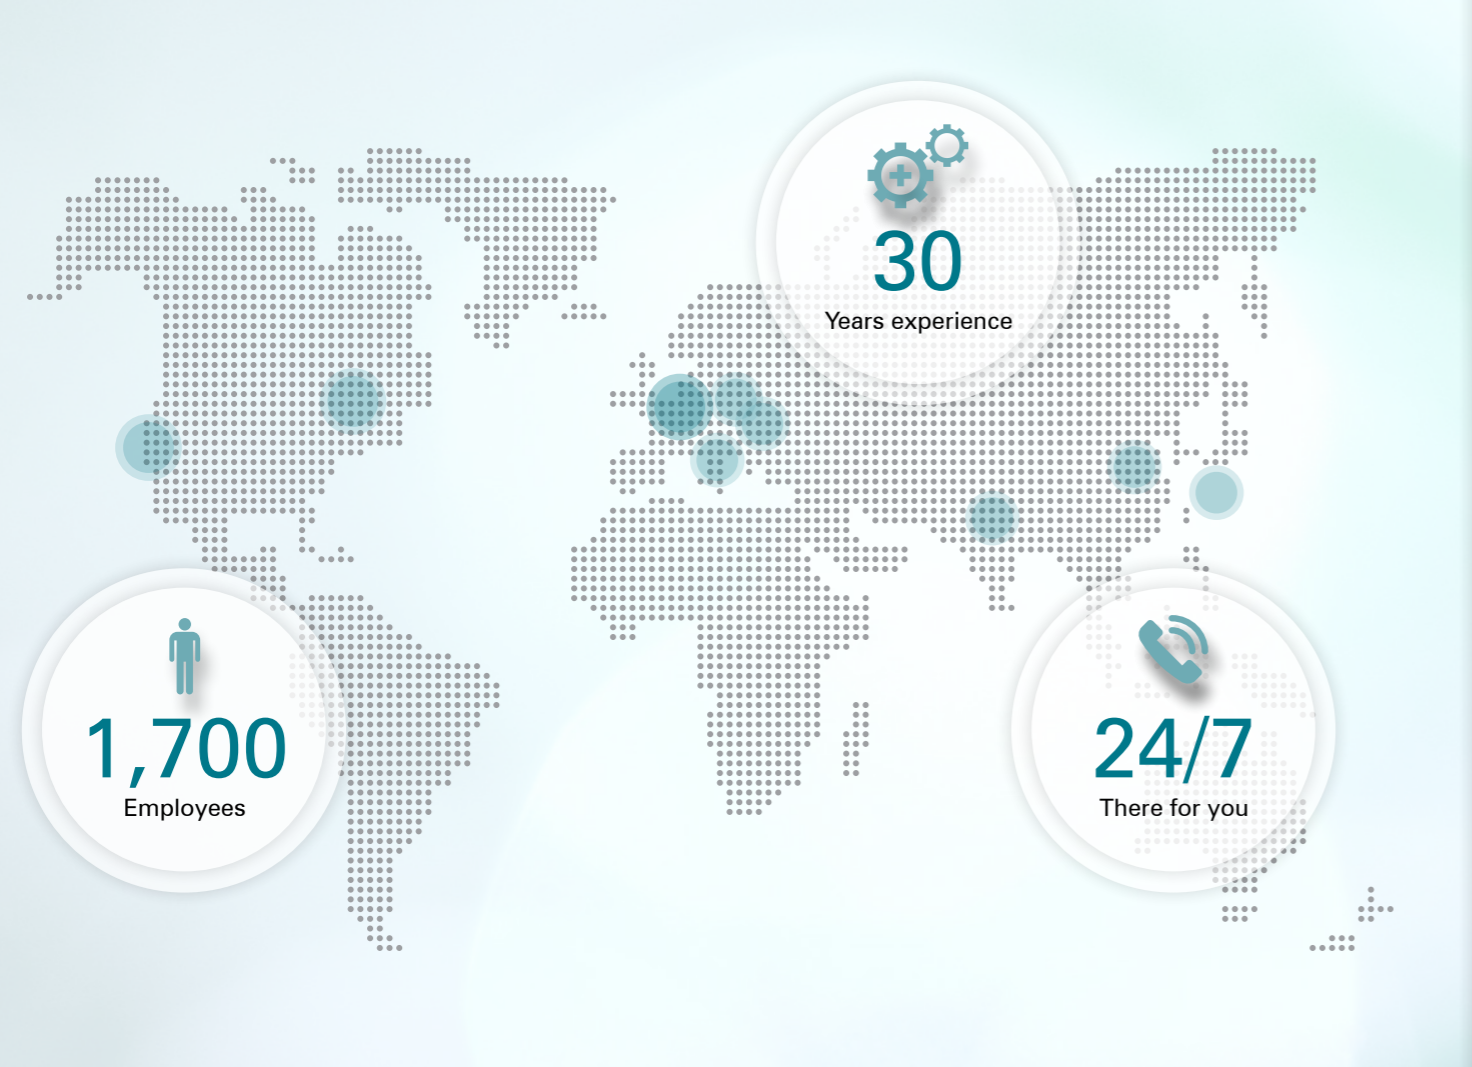 30
Years experience
1,700
Employees
24/7
There for you